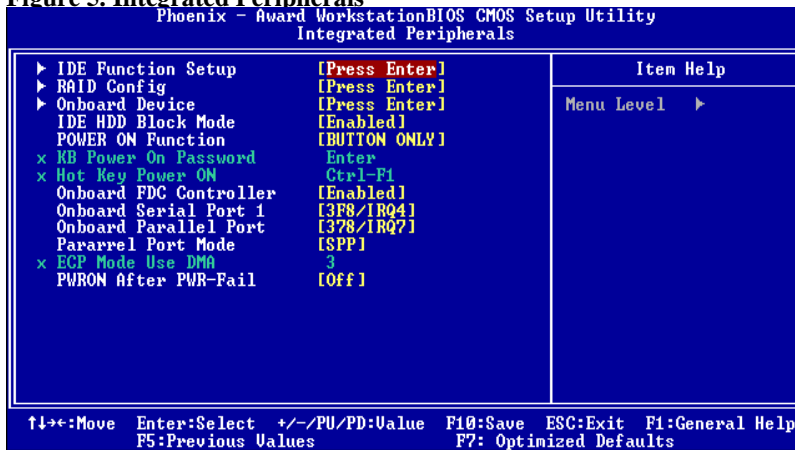 Figure 5. Integrated Peripherals
Phoenix - Award WorkstationBIOS CMOS Setup Utility
Integrated Peripherals
IDE Function Setup [Press Enter]
RAID Config [Press Enter]
Onboard Device [Press Enter]
IDE HDD Block Mode [Enabled]
POWER ON Function [BUTTON ONLY]
x KB Power On Password Enter
x Hot Key Power ON Ctrl-F1
Onboard FDC Controller [Enabled]
Onboard Serial Port 1 [3F8/IRQ4]
Onboard Parallel Port [378/IRQ7]
Pararrel Port Mode [SPP]
x ECP Mode Use DMA 3
PWRON After PWR-Fail [Off]
Item Help
Menu Level ▶
↑↓→←:Move Enter:Select +/-/PU/PD:Value F10:Save ESC:Exit F1:General Help
F5:Previous Values F7: Optimized Defaults